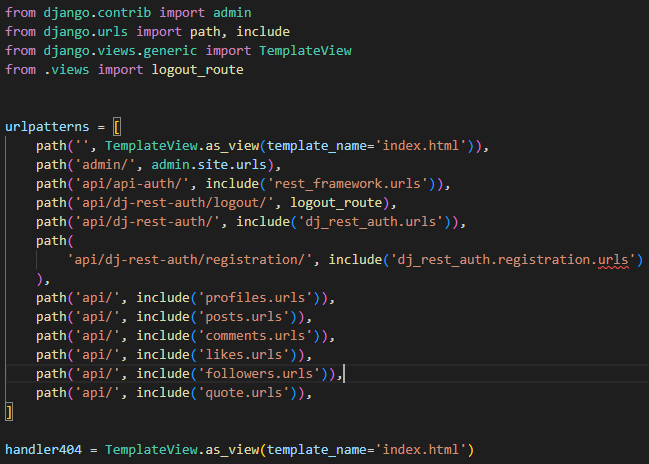 from django.contrib import admin
from django.urls import path, include
from django.views.generic import TemplateView
from .views import logout_route
urlpatterns = [
    path('', TemplateView.as_view(template_name='index.html')),
    path('admin/', admin.site.urls),
    path('api/api-auth/', include('rest_framework.urls')),
    path('api/dj-rest-auth/logout/', logout_route),
    path('api/dj-rest-auth/', include('dj_rest_auth.urls')),
    path(
        'api/dj-rest-auth/registration/', include('dj_rest_auth.registration.urls')
    ),
    path('api/', include('profiles.urls')),
    path('api/', include('posts.urls')),
    path('api/', include('comments.urls')),
    path('api/', include('likes.urls')),
    path('api/', include('followers.urls')),
    path('api/', include('quote.urls')),
]
handler404 = TemplateView.as_view(template_name='index.html')